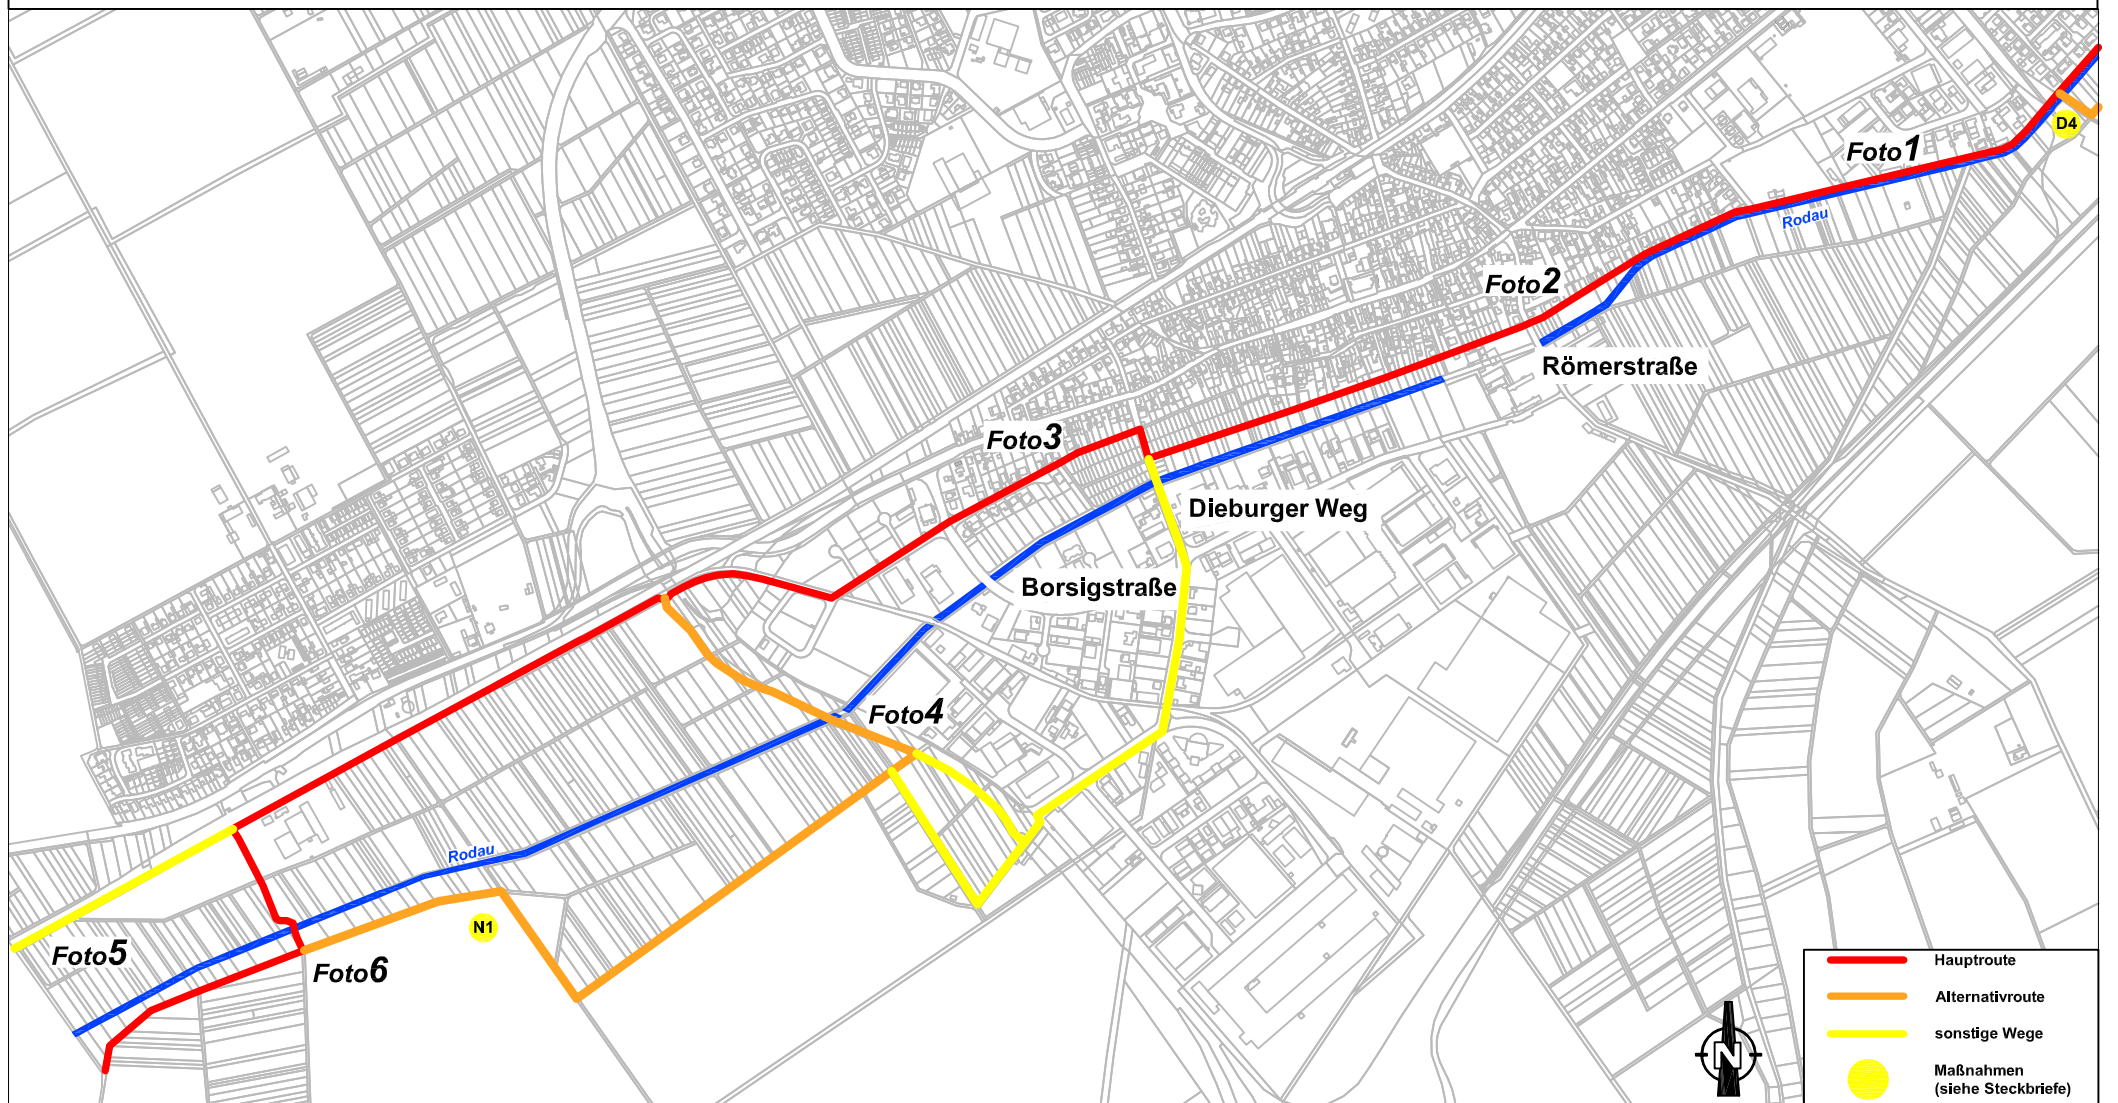 D4
Foto1
Rodau
Foto2
Römerstraße
Foto3
Dieburger Weg
Borsigstraße
Foto4
Rodau
N1
Foto5
Foto6
Hauptroute
Alternativroute
sonstige Wege
Maßnahmen
(siehe Steckbriefe)
N